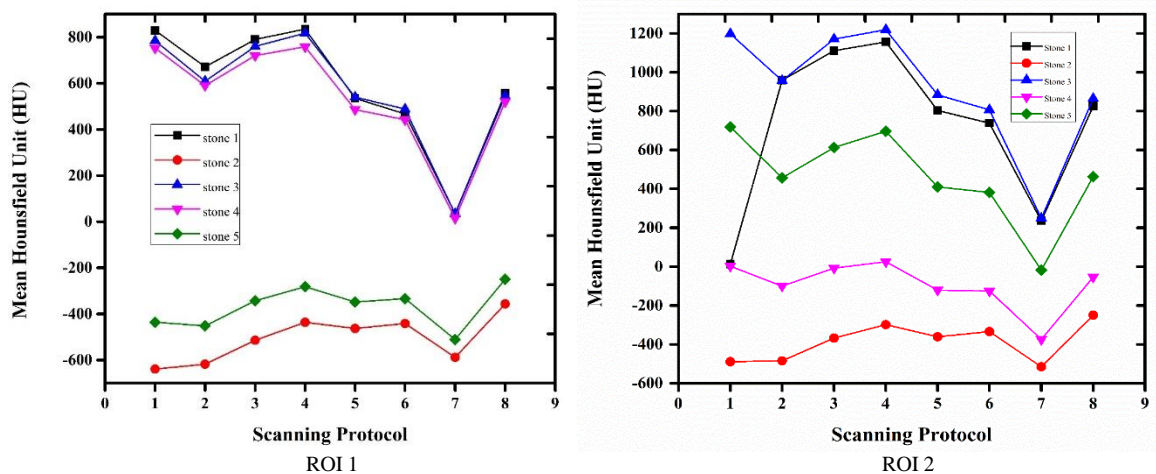 800
600
400
200
0
-200
-400
-600
Mean Hounsfield Unit (HU)
stone 1
stone 2
stone 3
stone 4
stone 5
0 1 2 3 4 5 6 7 8 9
Scanning Protocol
ROI 1
1200
1000
800
600
400
200
0
-200
-400
-600
Mean Hounsfield Unit (HU)
Stone 1
Stone 2
Stone 3
Stone 4
Stone 5
0 1 2 3 4 5 6 7 8 9
Scanning Protocol
ROI 2